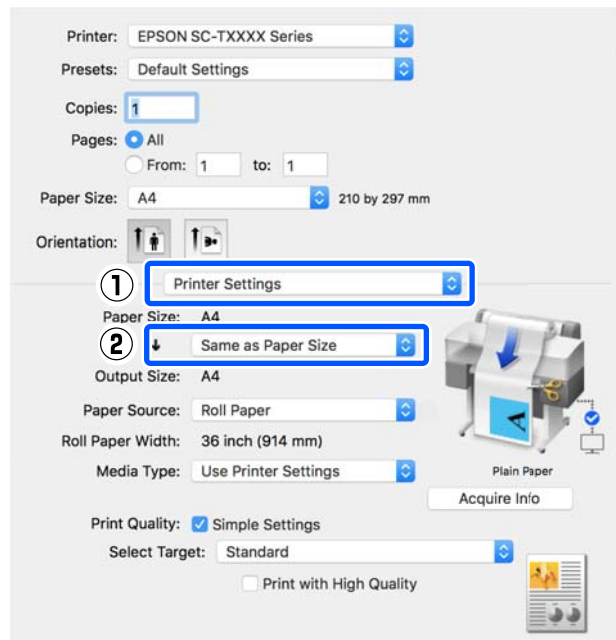 Printer: EPSON SC-TXXXX Series
Presets: Default Settings
Copies: 1
Pages: All
From: 1 to: 1
Paper Size: A4 210 by 297 mm
Orientation:
① Printer Settings
Paper Size: A4
② Same as Paper Size
Output Size: A4
Paper Source: Roll Paper
Roll Paper Width: 36 inch (914 mm)
Media Type: Use Printer Settings
Plain Paper
Acquire Info
Print Quality: Simple Settings
Select Target: Standard
Print with High Quality